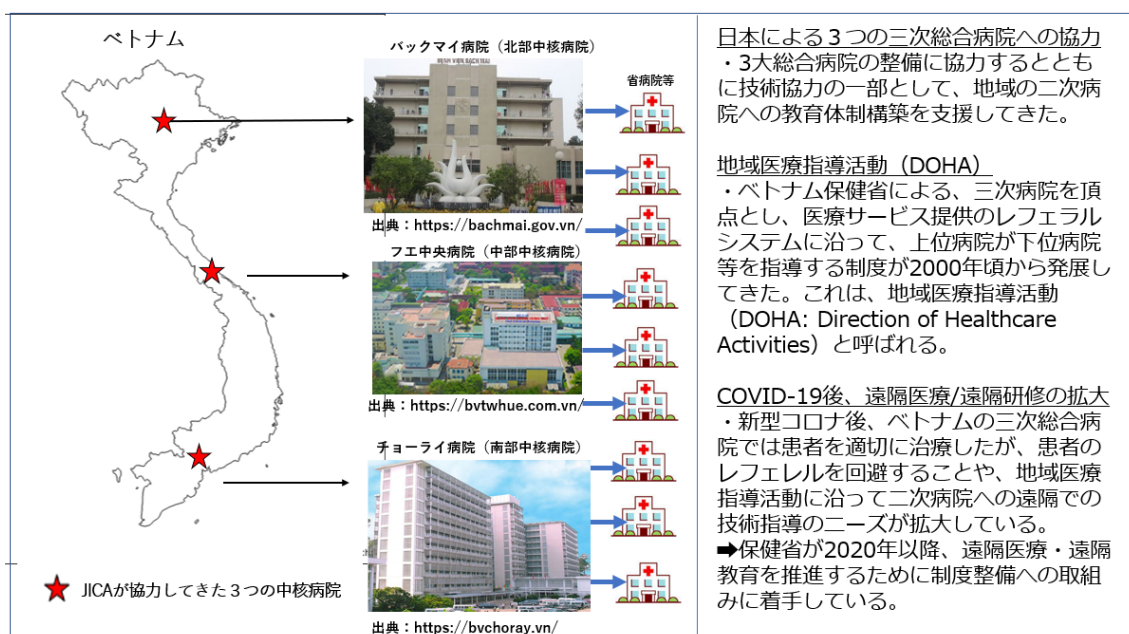 ベトナム
バックマイ病院（北部中核病院）
BENH VIEN BACH MAI
省病院等
出典：https://bachmai.gov.vn/
フエ中央病院（中部中核病院）
出典：https://bvtwhue.com.vn/
チョーライ病院（南部中核病院）
出典：https://bvchoray.vn/
JICAが協力してきた３つの中核病院
日本による３つの三次総合病院への協力
・3大総合病院の整備に協力するととも
に技術協力の一部として、地域の二次病
院への教育体制構築を支援してきた。
地域医療指導活動（DOHA）
・ベトナム保健省による、三次病院を頂
点とし、医療サービス提供のレフェラル
システムに沿って、上位病院が下位病院
等を指導する制度が2000年頃から発展し
てきた。これは、地域医療指導活動
（DOHA: Direction of Healthcare
Activities）と呼ばれる。
COVID-19後、遠隔医療/遠隔研修の拡大
・新型コロナ後、ベトナムの三次総合病
院では患者を適切に治療したが、患者の
レフェレルを回避することや、地域医療
指導活動に沿って二次病院への遠隔での
技術指導のニーズが拡大している。
➡保健省が2020年以降、遠隔医療・遠隔
教育を推進するために制度整備への取組
みに着手している。